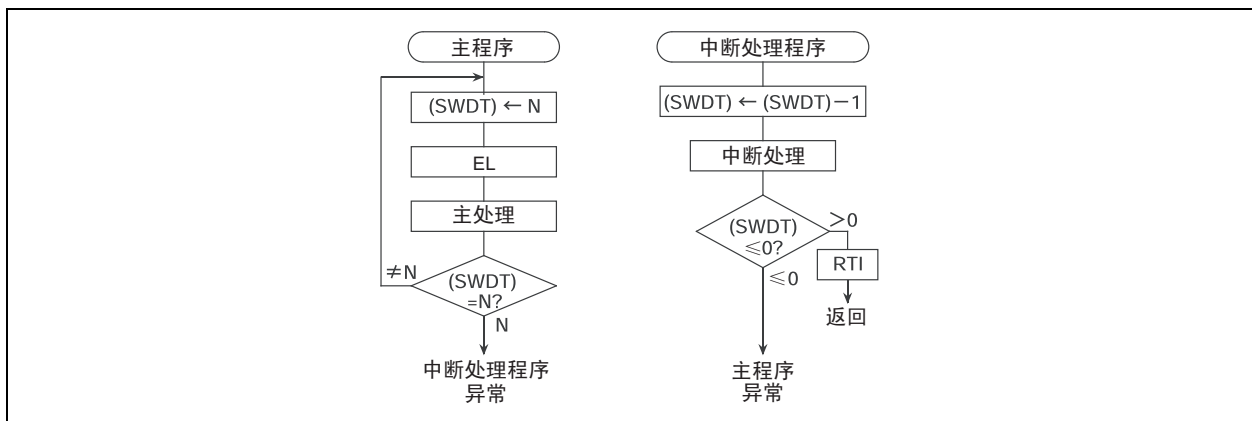 主程序
(SWDT) ← N
EL
主处理
≠N
(SWDT)
=N?
N
中断处理程序
异常
中断处理程序
(SWDT) ← (SWDT)－1
中断处理
(SWDT)
≤0?
＞0
RTI
返回
≤0
主程序
异常